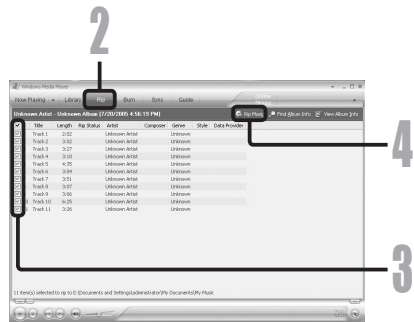 2
Windows Media Player
Now Playing Library Rip Burn Sync Guide
Unknown Artist - Unknown Album (7/20/2005 4:56:19 PM) Rip Music Find Album Info View Album Info
Title Length Rip Status Artist Composer Genre Style Data Provider
Track 1 2:02 Unknown Artist Unknown
Track 2 3:02 Unknown Artist Unknown
Track 3 3:27 Unknown Artist Unknown
Track 4 3:10 Unknown Artist Unknown
Track 5 6:35 Unknown Artist Unknown
Track 6 3:04 Unknown Artist Unknown
Track 7 3:51 Unknown Artist Unknown
Track 8 3:07 Unknown Artist Unknown
Track 9 3:06 Unknown Artist Unknown
Track 10 6:25 Unknown Artist Unknown
Track 11 3:26 Unknown Artist Unknown
4
3
11 item(s) selected to rip to E:\Documents and Settings\administrator\My Documents\My Music